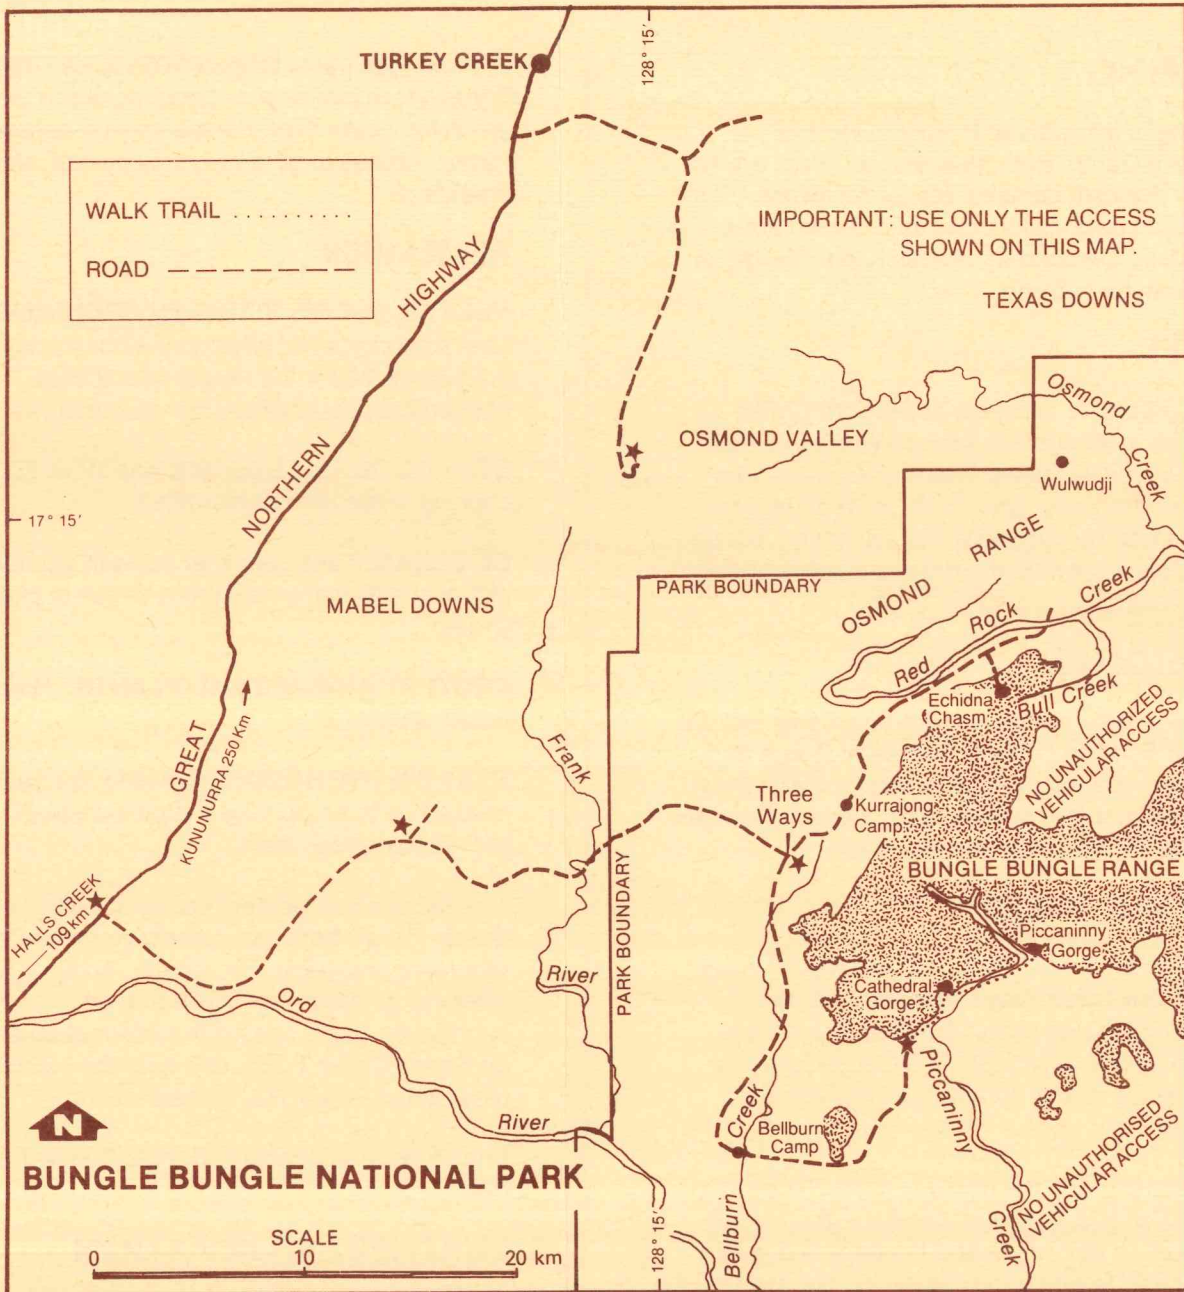 TURKEY CREEK
128° 15'
WALK TRAIL ..........
ROAD
IMPORTANT: USE ONLY THE ACCESS
SHOWN ON THIS MAP.
TEXAS DOWNS
GREAT NORTHERN HIGHWAY
Osmond Creek
OSMOND VALLEY
Wulwudji
17° 15'
OSMOND RANGE
PARK BOUNDARY
MABEL DOWNS
Red Rock Creek
Echidna
Chasm
Bull Creek
NO UNAUTHORIZED
VEHICULAR ACCESS
Frank River
KUNUNURRA 250 Km
Three
Ways
Kurrajong
Camp
BUNGLE BUNGLE RANGE
HALLS CREEK
109 km
PARK BOUNDARY
Piccaninny
Gorge
Cathedral
Gorge
Ord River
Piccaninny Creek
Bellburn
Camp
Bellburn Creek
NO UNAUTHORISED
VEHICULAR ACCESS
N
BUNGLE BUNGLE NATIONAL PARK
SCALE
0 10 20 km
128° 15'